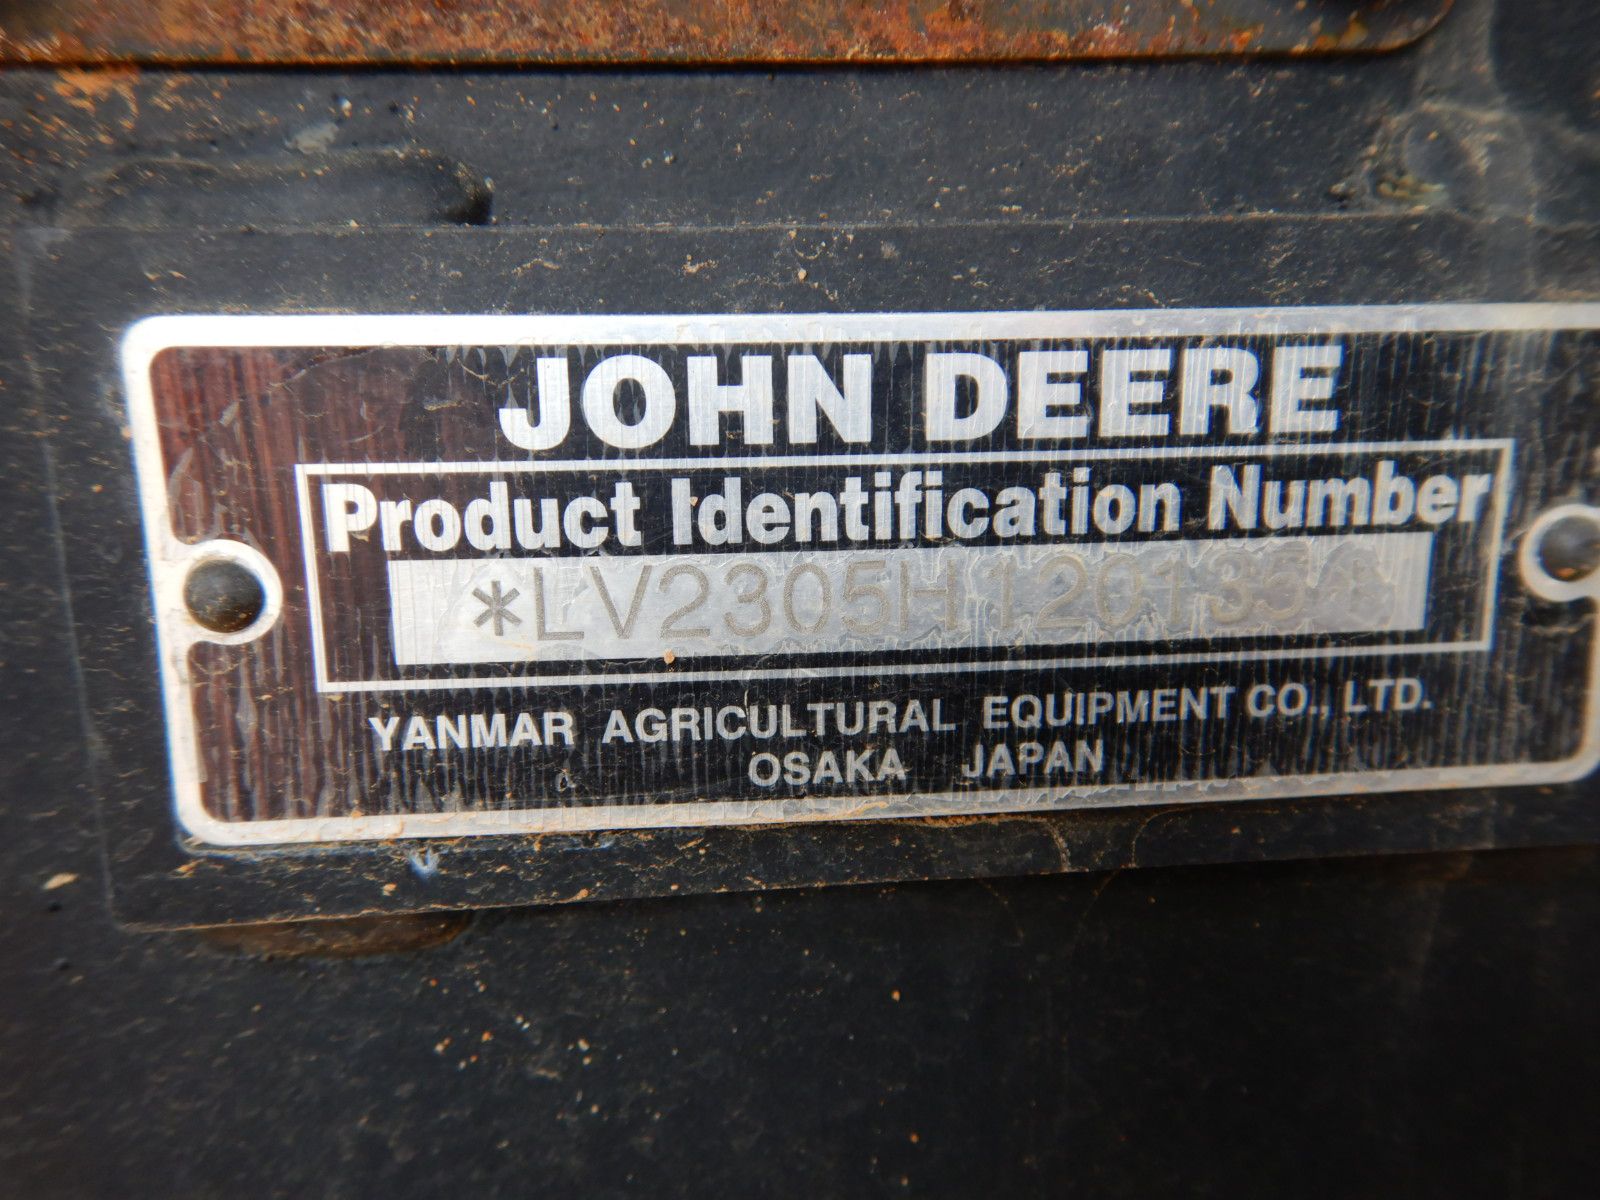 JOHN DEERE
Product Identification Number
*LV2305H120135*
YANMAR AGRICULTURAL EQUIPMENT CO., LTD.
OSAKA JAPAN